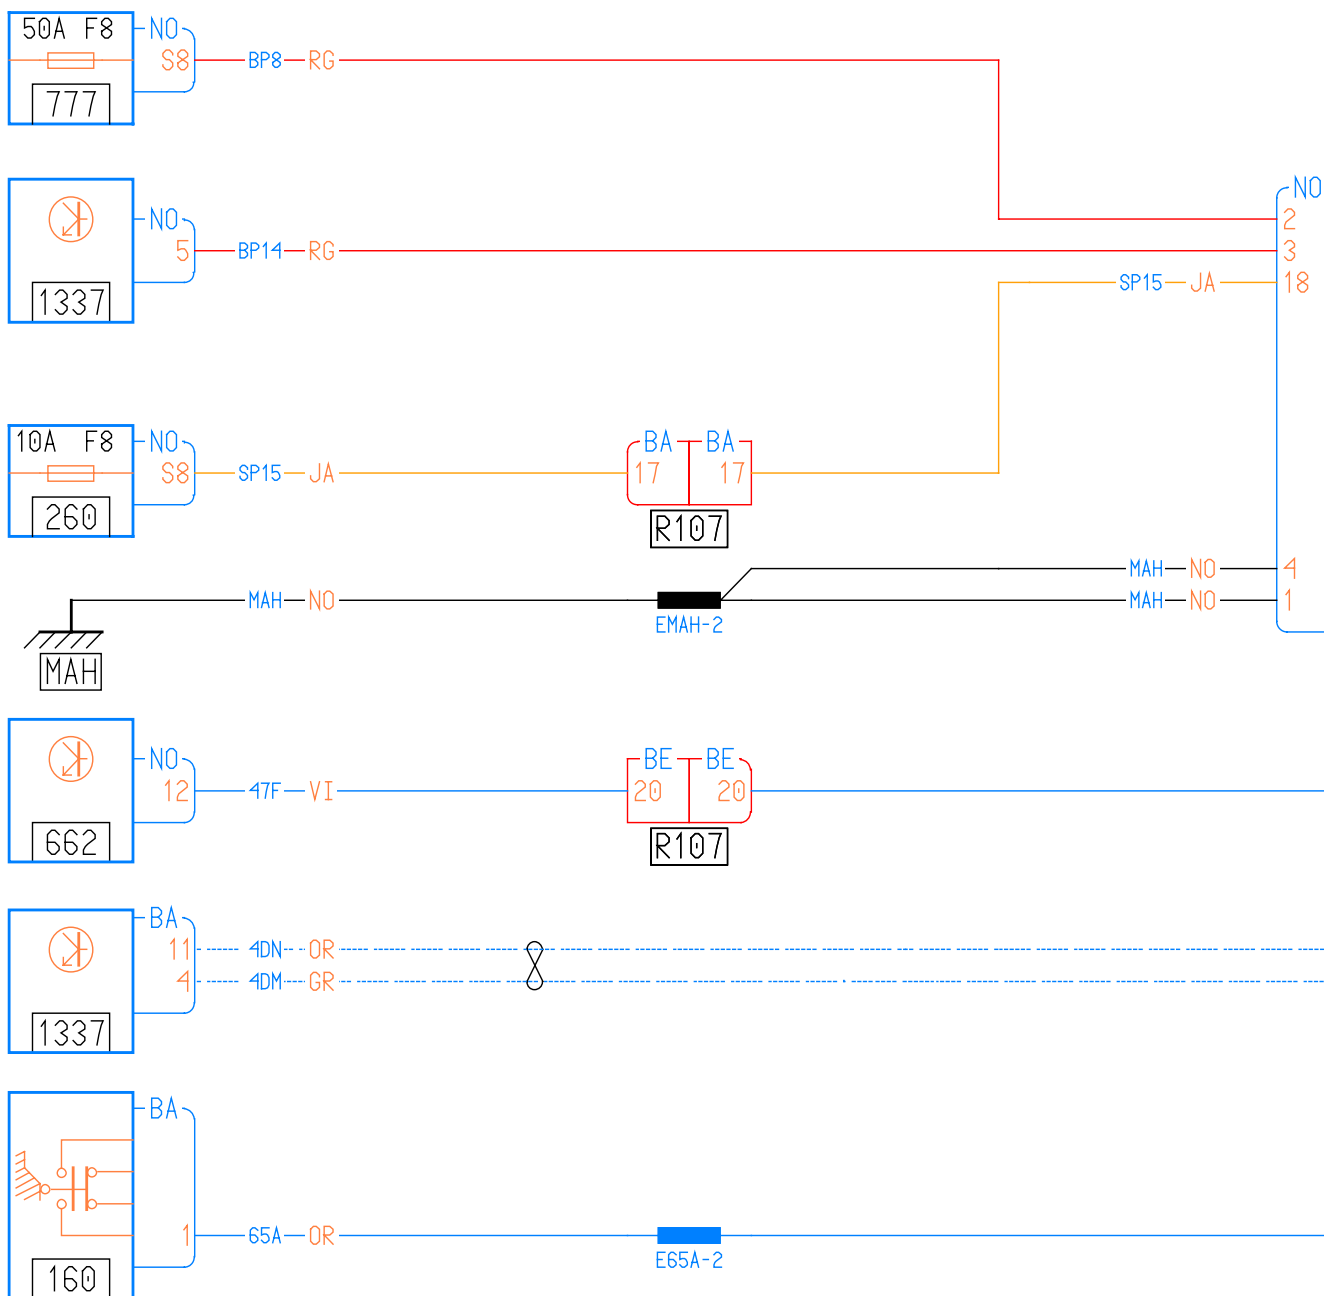 50A F8 NO
S8 BP8 RG
777
NO
NO 2
5 BP14 RG 3
SP15 JA 18
1337
10A F8 NO BA BA
S8 SP15 JA 17 17
260 R107
MAH NO 4
MAH NO MAH NO 1
EMAH-2
MAH
NO BE BE
12 47F VI 20 20
662 R107
BA
11 4DN OR
4 4DM GR
1337
BA
1 65A OR
E65A-2
160